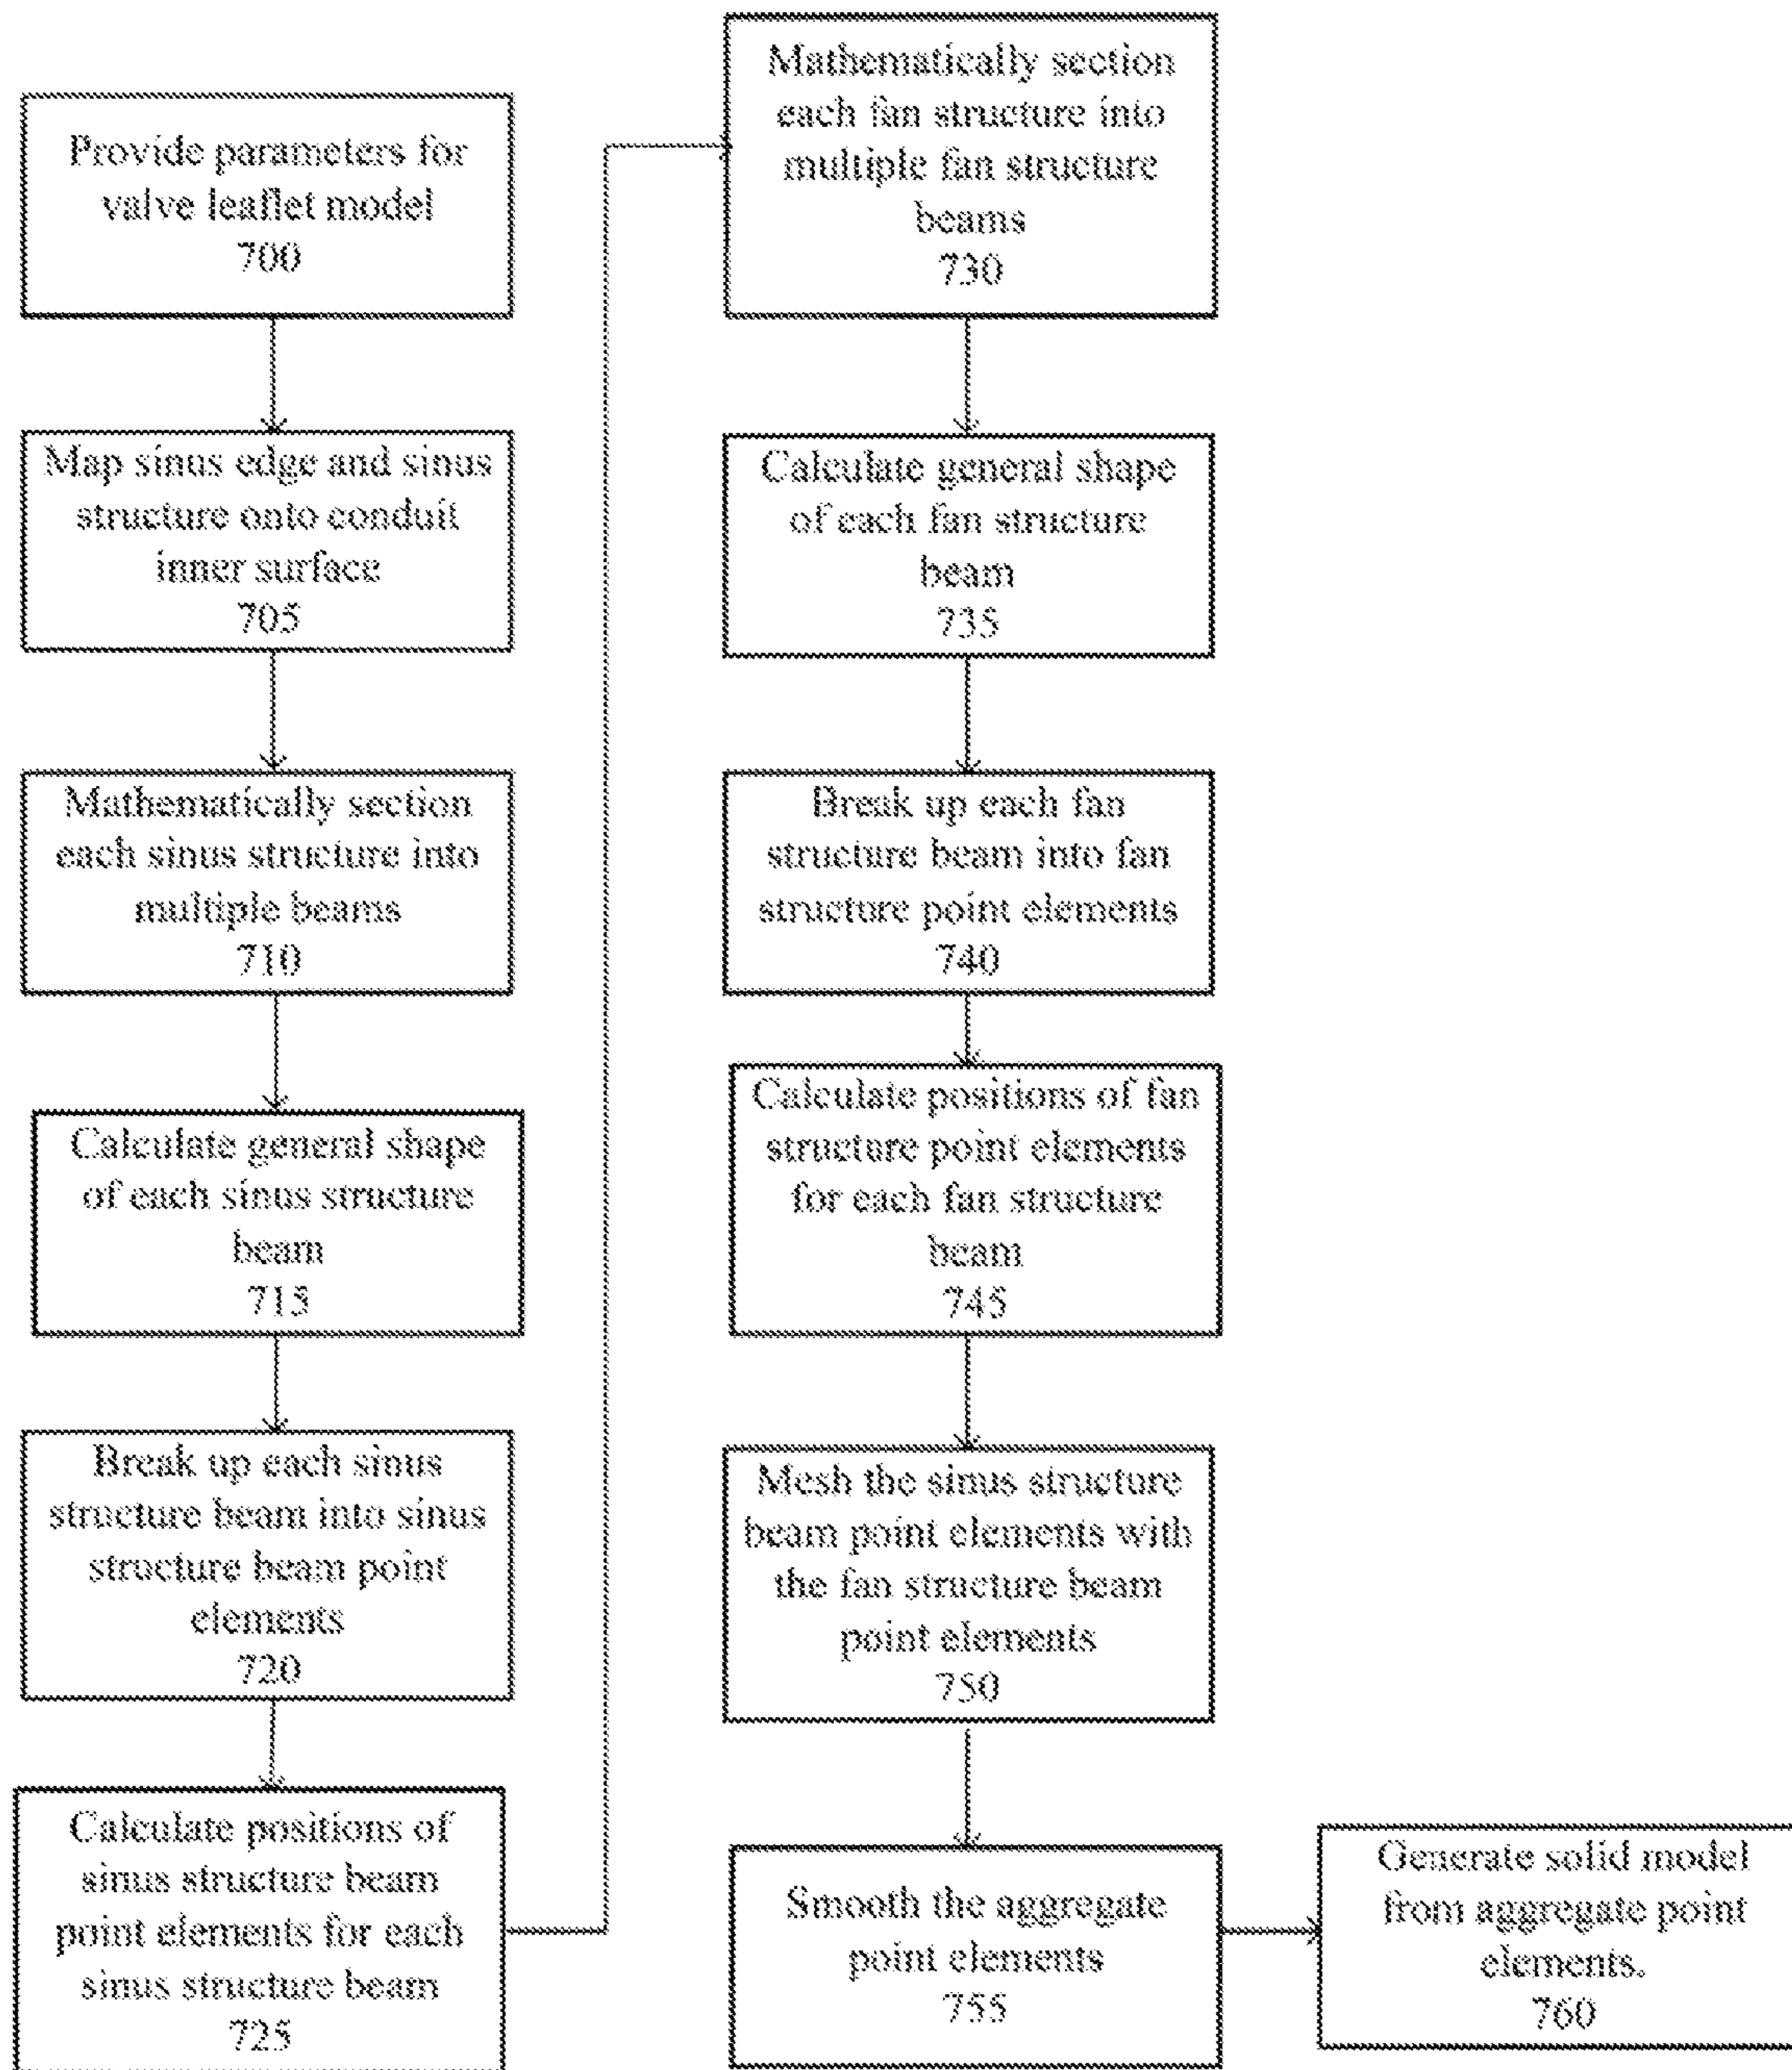 Provide parameters for
valve leaflet model
700
Map sinus edge and sinus
structure onto conduit
inner surface
705
Mathematically section
each sinus structure into
multiple beams
710
Calculate general shape
of each sinus structure
beam
715
Break up each sinus
structure beam into sinus
structure beam point
elements
720
Calculate positions of
sinus structure beam
point elements for each
sinus structure beam
725
Mathematically section
each fan structure into
multiple fan structure
beams
730
Calculate general shape
of each fan structure
beam
735
Break up each fan
structure beam into fan
structure point elements
740
Calculate positions of fan
structure point elements
for each fan structure
beam
745
Mesh the sinus structure
beam point elements with
the fan structure beam
point elements
750
Smooth the aggregate
point elements
755
Generate solid model
from aggregate point
elements.
760